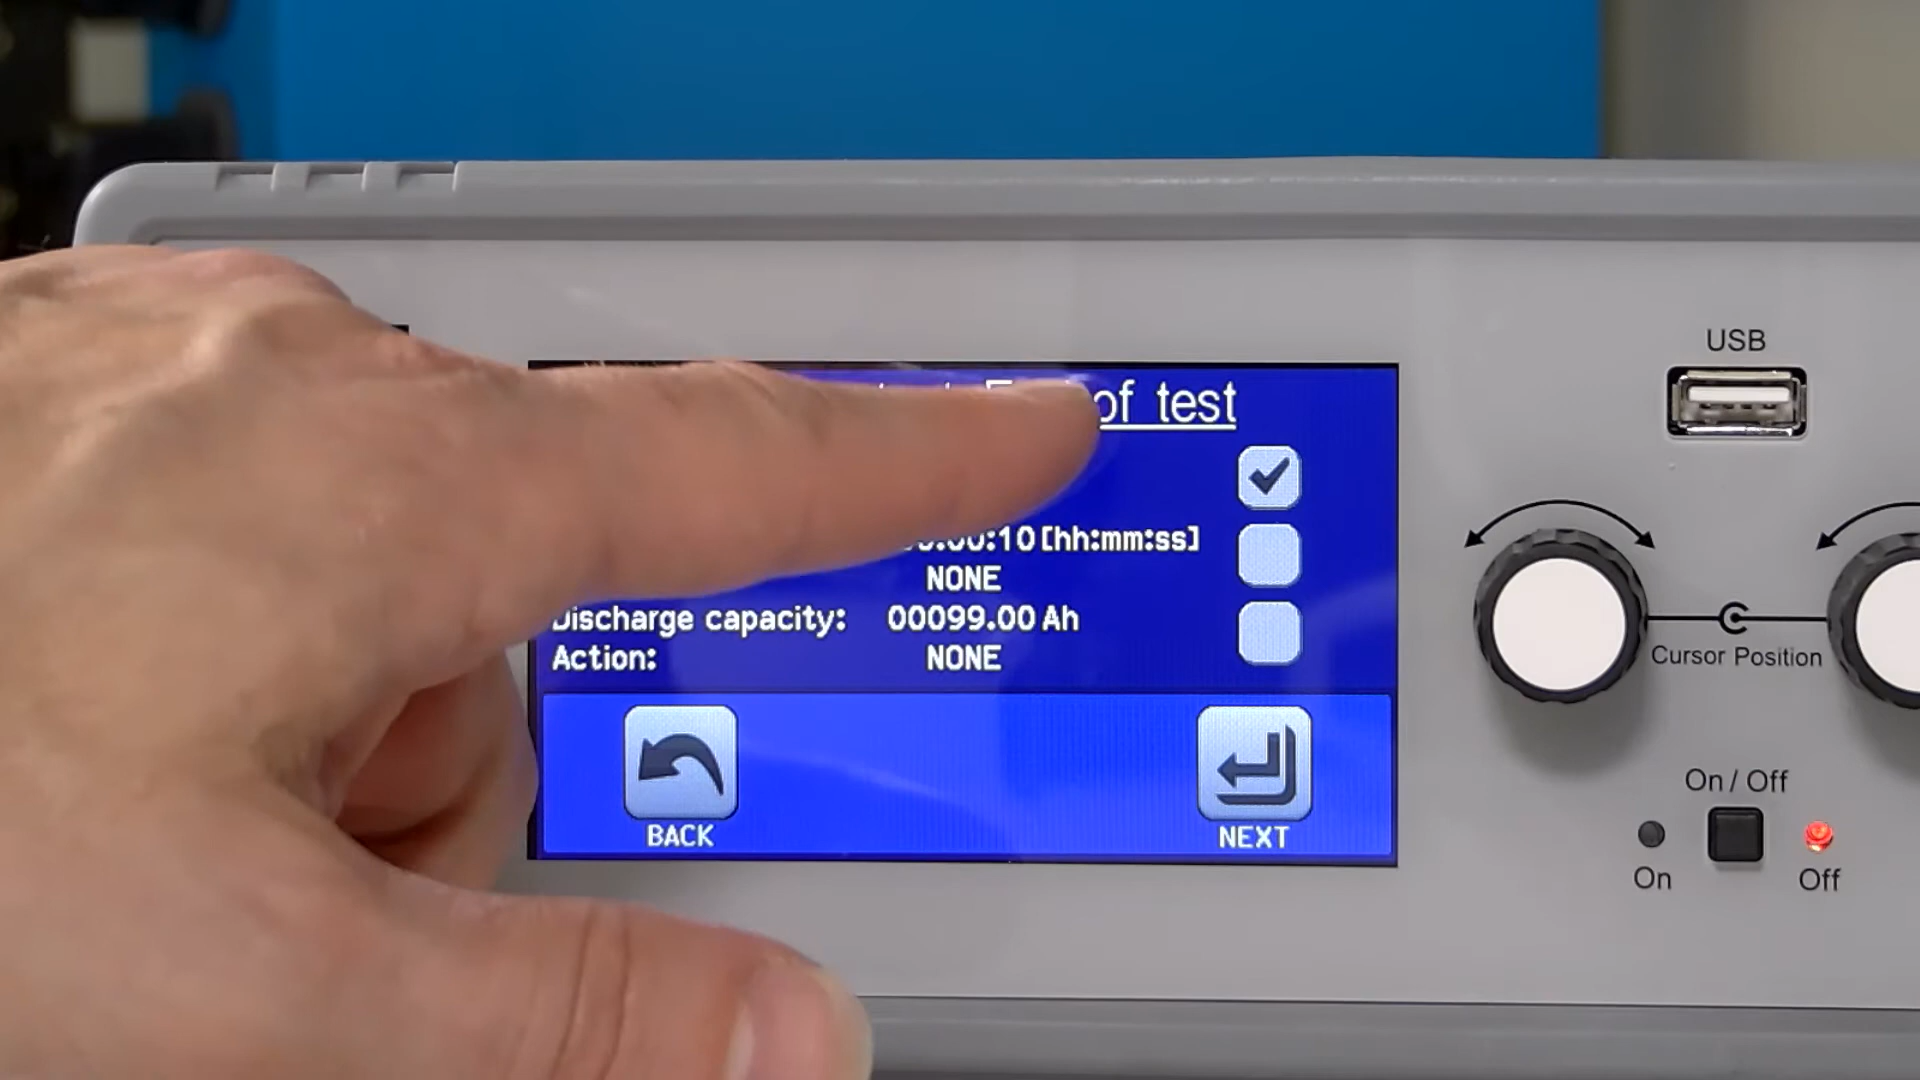 of test
:10 [hh:mm:ss]
NONE
Discharge capacity: 00099.00 Ah
Action: NONE
BACK
NEXT
USB
Cursor Position
On / Off
On
Off